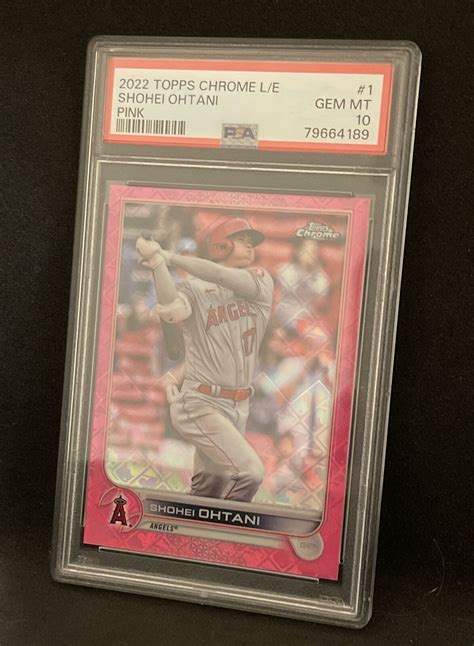 2022 TOPPS CHROME L/E #1
SHOHEI OHTANI GEM MT
PINK 10
PSA 79664189
Topps
Chrome
ANGELS
17
A SHOHEI OHTANI
ANGELS